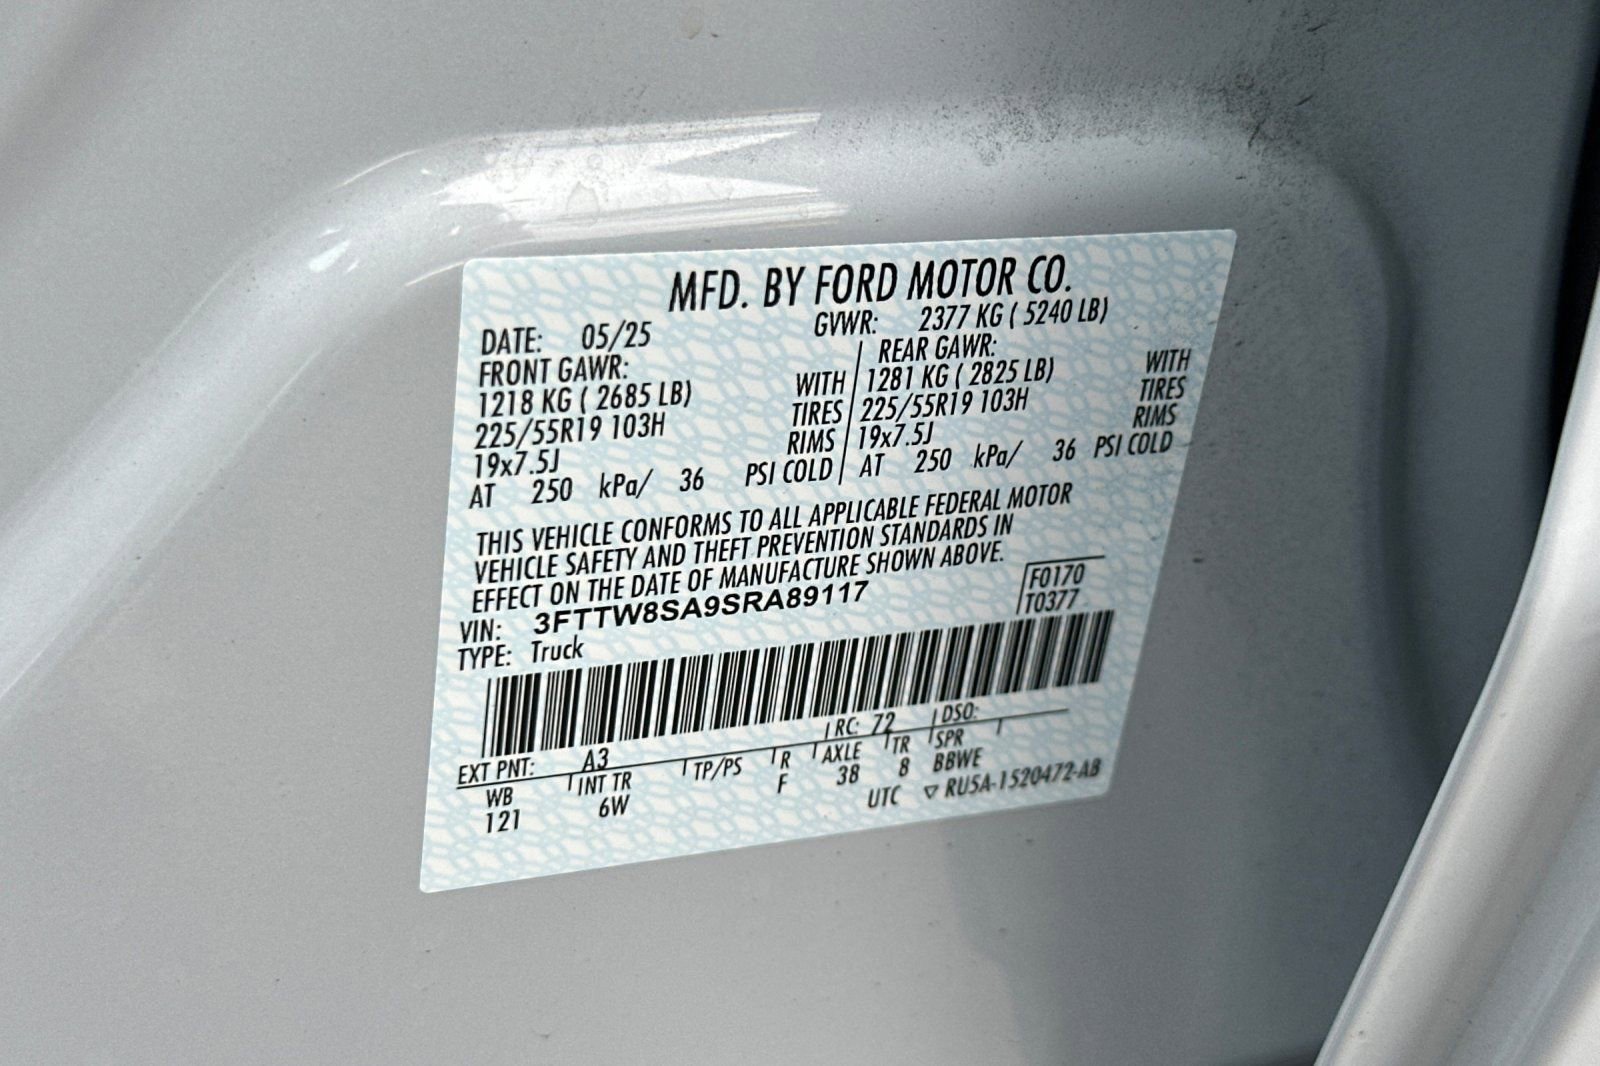 MFD. BY FORD MOTOR CO.
DATE: 05/25 GVWR: 2377 KG ( 5240 LB)
FRONT GAWR: REAR GAWR:
1218 KG ( 2685 LB) WITH 1281 KG ( 2825 LB) WITH
225/55R19 103H TIRES 225/55R19 103H TIRES
19x7.5J RIMS 19x7.5J RIMS
AT 250 kPa/ 36 PSI COLD AT 250 kPa/ 36 PSI COLD
THIS VEHICLE CONFORMS TO ALL APPLICABLE FEDERAL MOTOR
VEHICLE SAFETY AND THEFT PREVENTION STANDARDS IN
EFFECT ON THE DATE OF MANUFACTURE SHOWN ABOVE.
VIN: 3FTTW8SA9SRA89117 F0170
TYPE: Truck T0377
EXT PNT: A3 RC: 72 DSO:
WB INT TR TP/PS R AXLE TR SPR
121 6W F 38 8 BBWE
UTC ▽ RU5A-1520472-AB